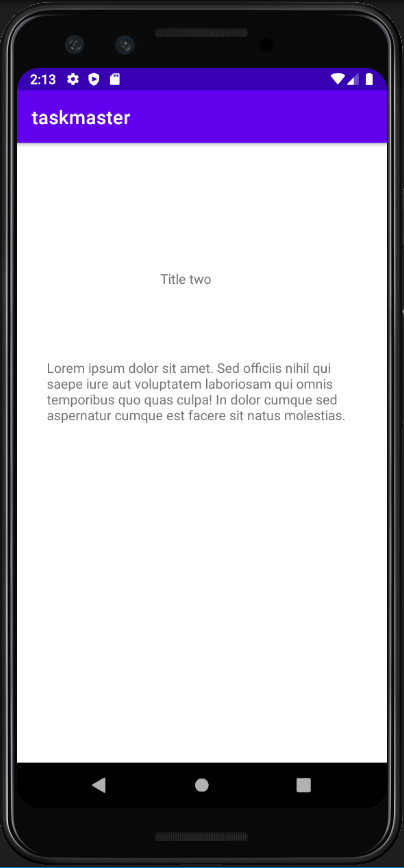 2:13
taskmaster
Title two
Lorem ipsum dolor sit amet. Sed officiis nihil qui
saepe iure aut voluptatem laboriosam qui omnis
temporibus quo quas culpa! In dolor cumque sed
aspernatur cumque est facere sit natus molestias.